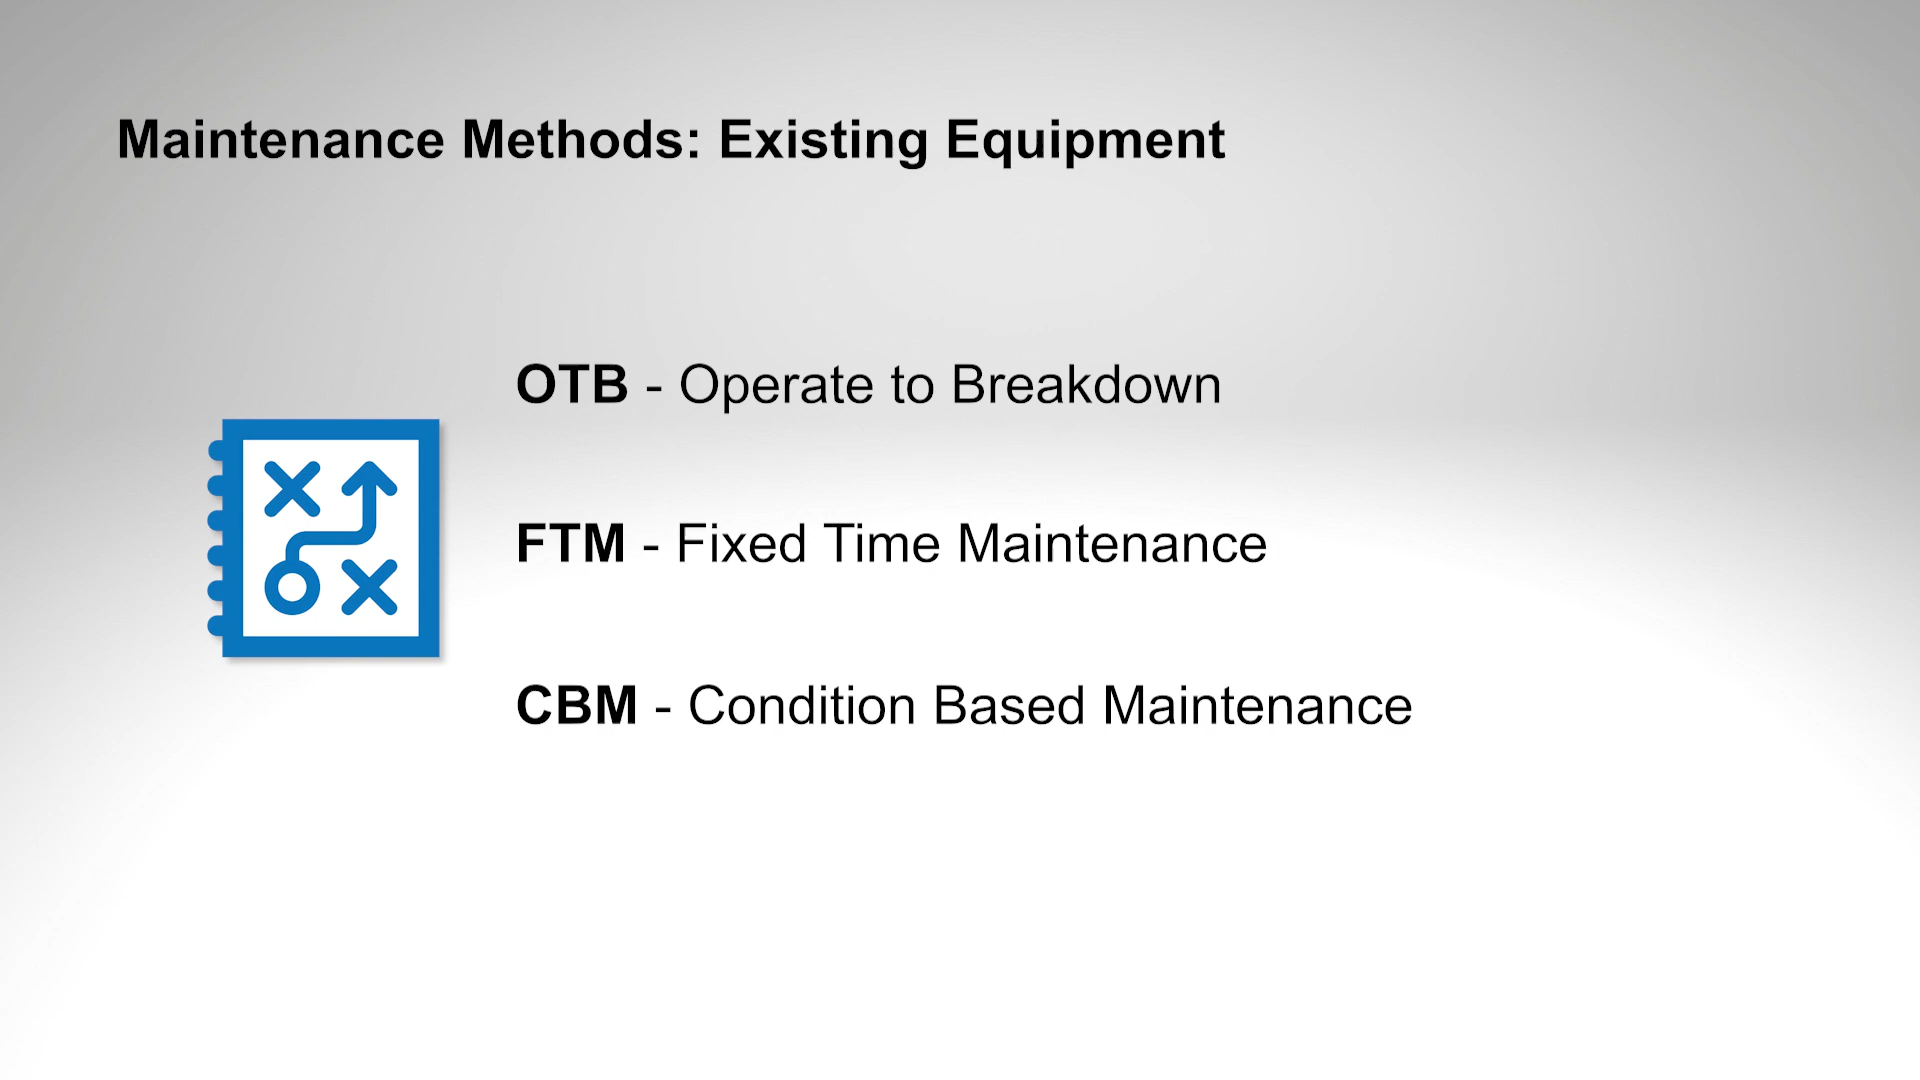 Maintenance Methods: Existing Equipment
OTB - Operate to Breakdown
FTM - Fixed Time Maintenance
CBM - Condition Based Maintenance